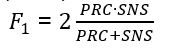 F₁ = 2 PRC·SNS / PRC+SNS